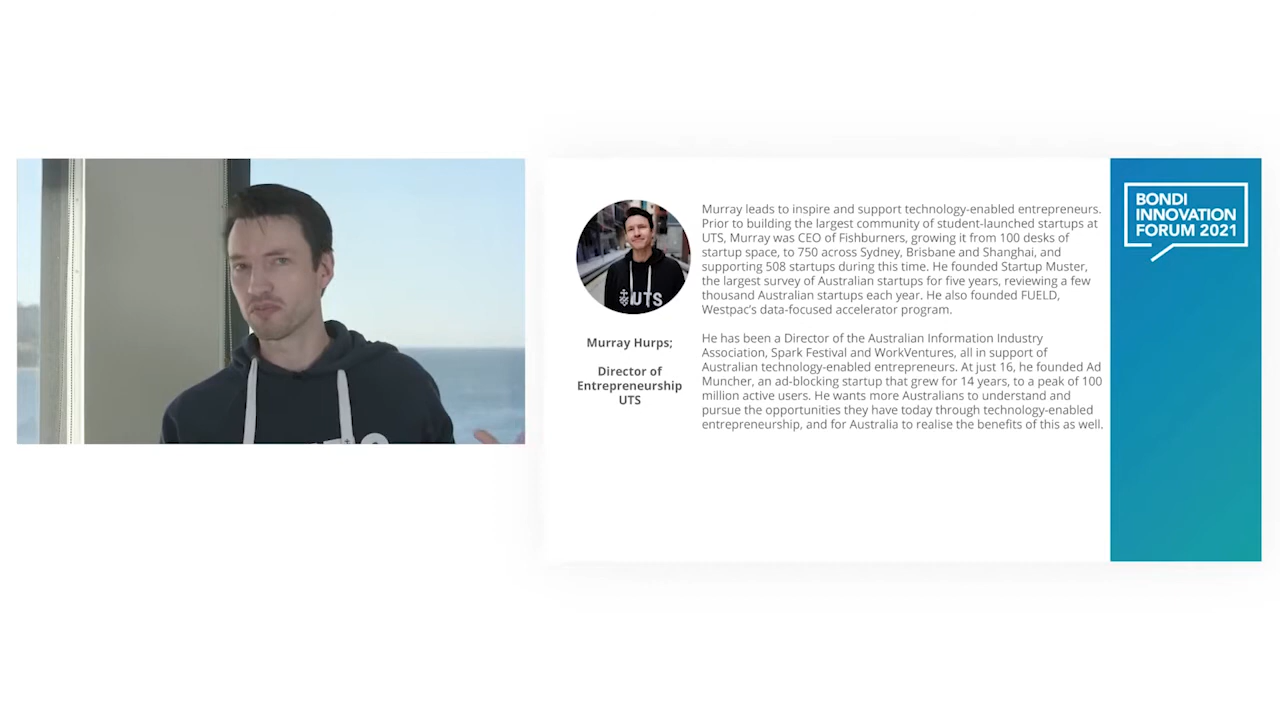 BONDI
INNOVATION
FORUM 2021
Murray leads to inspire and support technology-enabled entrepreneurs.
Prior to building the largest community of student-launched startups at
UTS, Murray was CEO of Fishburners, growing it from 100 desks of
startup space, to 750 across Sydney, Brisbane and Shanghai, and
supporting 508 startups during this time. He founded Startup Muster,
the largest survey of Australian startups for five years, reviewing a few
thousand Australian startups each year. He also founded FUELD,
Westpac's data-focused accelerator program.
He has been a Director of the Australian Information Industry
Association, Spark Festival and WorkVentures, all in support of
Australian technology-enabled entrepreneurs. At just 16, he founded Ad
Muncher, an ad-blocking startup that grew for 14 years, to a peak of 100
million active users. He wants more Australians to understand and
pursue the opportunities they have today through technology-enabled
entrepreneurship, and for Australia to realise the benefits of this as well.
UTS
Murray Hurps;
Director of
Entrepreneurship
UTS